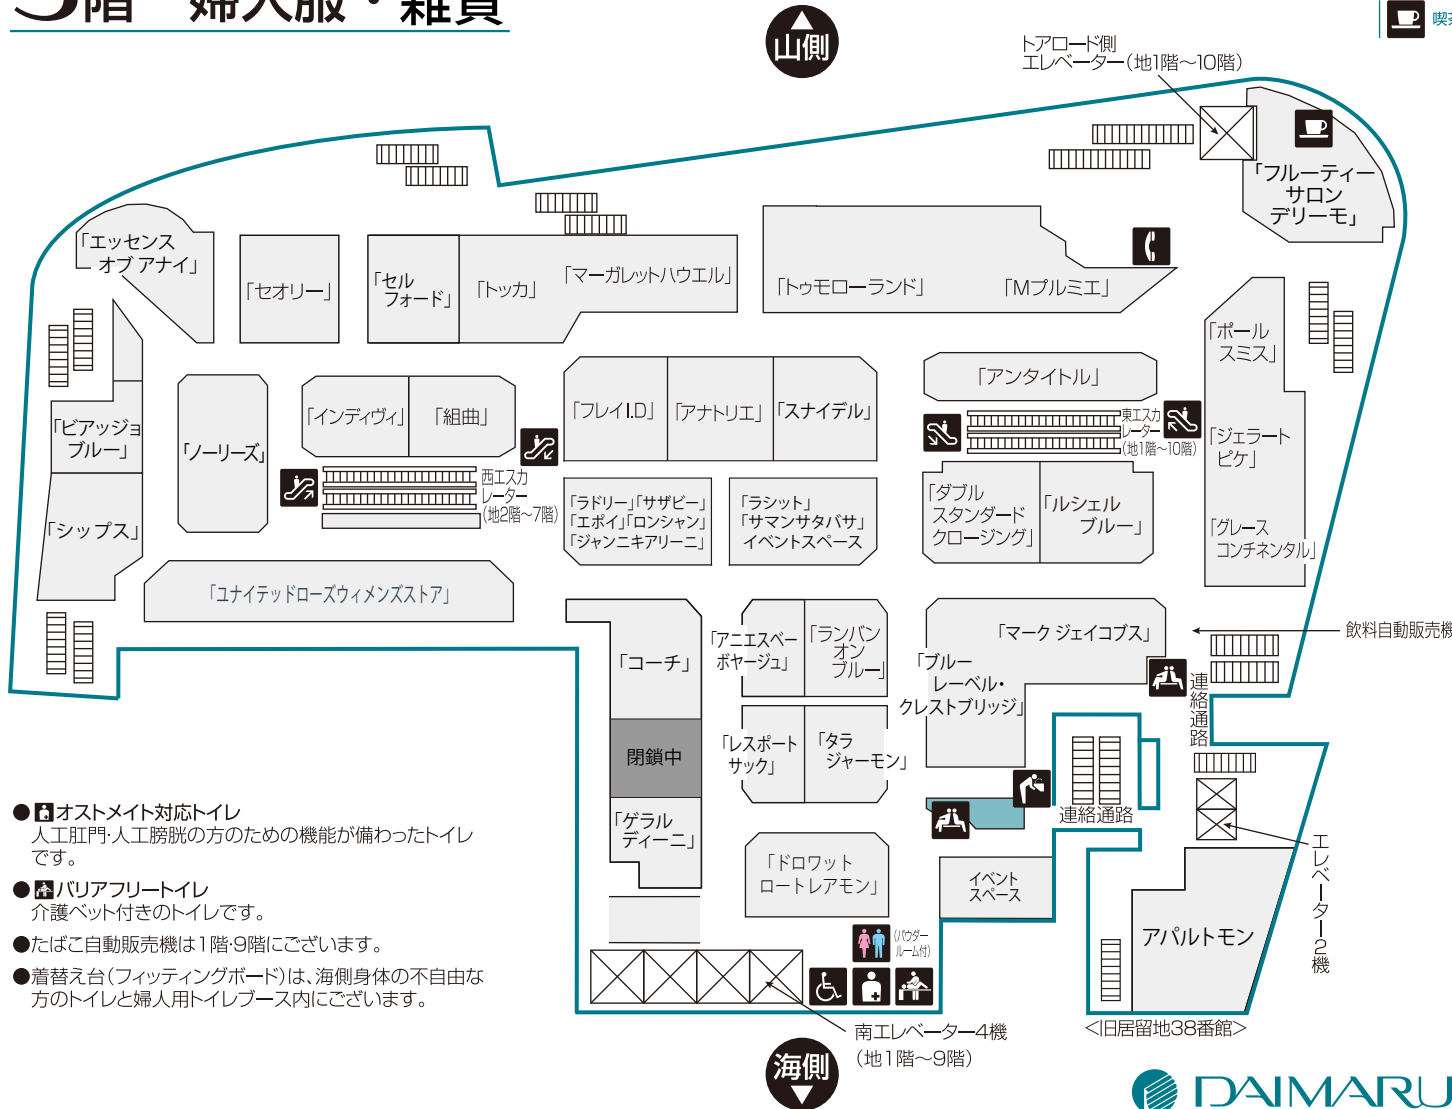 階 婦人服・雑貨
山側
喫茶
トアロード側
エレベーター(地1階〜10階)
「フルーティー
サロン
デリーモ」
「エッセンス
オブ アナイ」
「セオリー」
「セル
フォード」
「トッカ」
「マーガレットハウエル」
「トゥモローランド」
「Mプルミエ」
「ポール
スミス」
「ジェラート
ピケ」
「グレース
コンチネンタル」
「ビアッジョ
ブルー」
「シップス」
「ノーリーズ」
「インディヴィ」
「組曲」
西エスカ
レーター
(地2階〜7階)
「フレイI.D」
「アナトリエ」
「スナイデル」
「アンタイトル」
東エスカ
レーター
(地1階〜10階)
「ラドリー」「サザビー」
「エポイ」「ロンシャン」
「ジャンニキアリーニ」
「ラシット」
「サマンサタバサ」
イベントスペース
「ダブル
スタンダード
クロージング」
「ルシェル
ブルー」
「ユナイテッドローズウィメンズストア」
「コーチ」
閉鎖中
「ゲラル
ディーニ」
「アニエスベー
ボヤージュ」
「ランバン
オン
ブルー」
「レスポート
サック」
「タラ
ジャーモン」
「マーク ジェイコブス」
「ブルー
レーベル・
クレストブリッジ」
飲料自動販売機
連絡通路
連絡通路
「ドロワット
ロートレアモン」
イベント
スペース
エレベーター2機
アパルトモン
<旧居留地38番館>
(パウダー
ルーム付)
南エレベーター4機
(地1階〜9階)
海側
●オストメイト対応トイレ
人工肛門・人工膀胱の方のための機能が備わったトイレ
です。
●バリアフリートイレ
介護ベット付きのトイレです。
●たばこ自動販売機は1階・9階にございます。
●着替え台(フィッティングボード)は、海側身体の不自由な
方のトイレと婦人用トイレブース内にございます。
DAIMARU